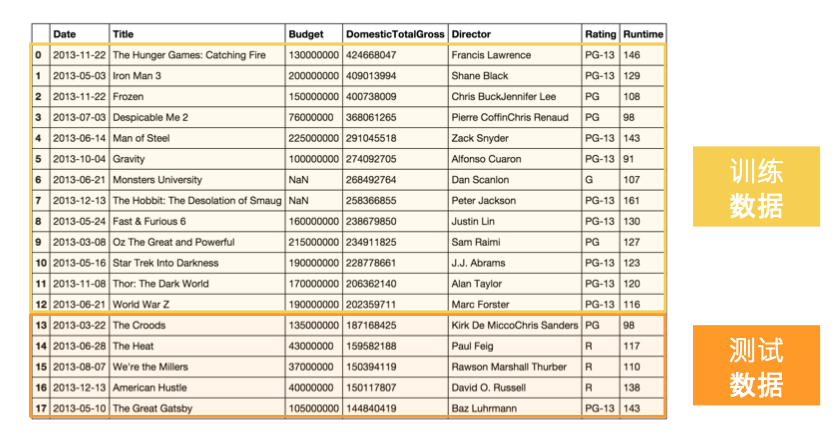 Date Title Budget DomesticTotalGross Director Rating Runtime
0 2013-11-22 The Hunger Games: Catching Fire 130000000 424668047 Francis Lawrence PG-13 146
1 2013-05-03 Iron Man 3 200000000 409013994 Shane Black PG-13 129
2 2013-11-22 Frozen 150000000 400738009 Chris BuckJennifer Lee PG 108
3 2013-07-03 Despicable Me 2 76000000 368061265 Pierre CoffinChris Renaud PG 98
4 2013-06-14 Man of Steel 225000000 291045518 Zack Snyder PG-13 143
5 2013-10-04 Gravity 100000000 274092705 Alfonso Cuaron PG-13 91
6 2013-06-21 Monsters University NaN 268492764 Dan Scanlon G 107
7 2013-12-13 The Hobbit: The Desolation of Smaug NaN 258366855 Peter Jackson PG-13 161
8 2013-05-24 Fast & Furious 6 160000000 238679850 Justin Lin PG-13 130
9 2013-03-08 Oz The Great and Powerful 215000000 234911825 Sam Raimi PG 127
10 2013-05-16 Star Trek Into Darkness 190000000 228778661 J.J. Abrams PG-13 123
11 2013-11-08 Thor: The Dark World 170000000 206362140 Alan Taylor PG-13 120
12 2013-06-21 World War Z 190000000 202359711 Marc Forster PG-13 116
13 2013-03-22 The Croods 135000000 187168425 Kirk De MiccoChris Sanders PG 98
14 2013-06-28 The Heat 43000000 159582188 Paul Feig R 117
15 2013-08-07 We're the Millers 37000000 150394119 Rawson Marshall Thurber R 110
16 2013-12-13 American Hustle 40000000 150117807 David O. Russell R 138
17 2013-05-10 The Great Gatsby 105000000 144840419 Baz Luhrmann PG-13 143
训练
数据
测试
数据